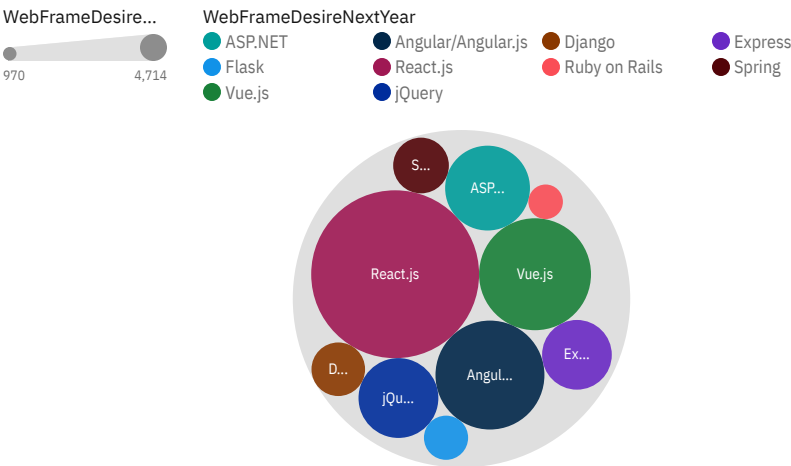 WebFrameDesire... WebFrameDesireNextYear
ASP.NET Angular/Angular.js Django Express
Flask React.js Ruby on Rails Spring
970 4,714
Vue.js jQuery
S...
ASP...
React.js Vue.js
Ex...
D... Angul...
jQu...